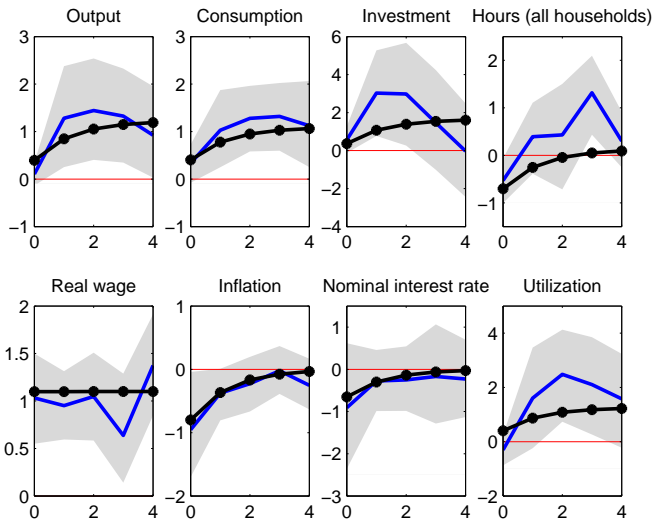 Output Consumption Investment Hours (all households)
3 3 6 2
2 2 4 1
1 1 2 0
0 0 0 −1
−1 −1 −2
−4
0 2 4 0 2 4 0 2 4 0 2 4
Real wage Inflation Nominal interest rate Utilization
2 1 1 4
1.5 0 0 2
1 −1 −1 0
0.5 −2 −2 −2
0 −3
0 2 4 0 2 4 0 2 4 0 2 4